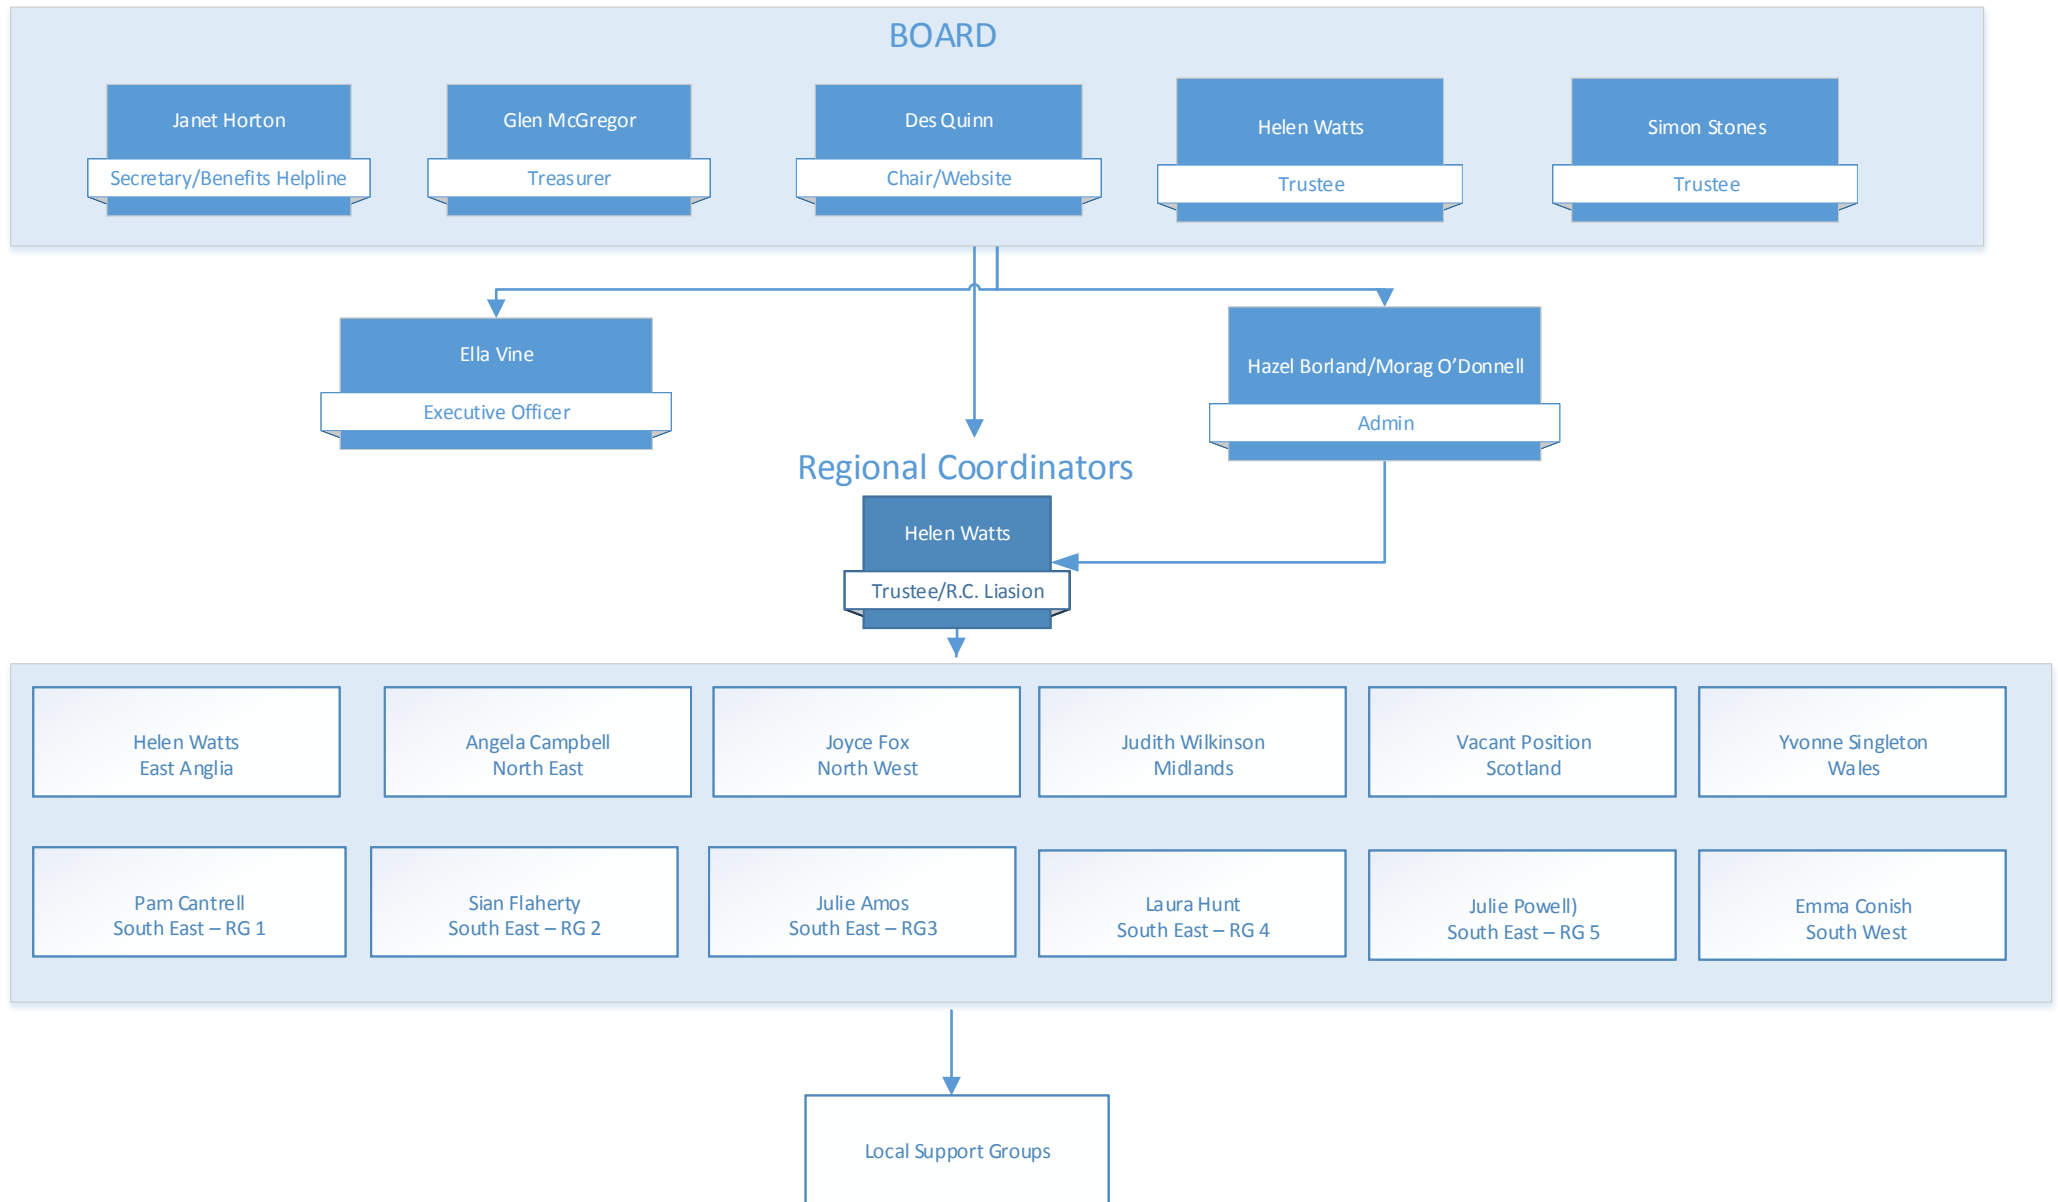 BOARD
Janet Horton
Secretary/Benefits Helpline
Glen McGregor
Treasurer
Des Quinn
Chair/Website
Helen Watts
Trustee
Simon Stones
Trustee
Ella Vine
Executive Officer
Hazel Borland/Morag O’Donnell
Admin
Regional Coordinators
Helen Watts
Trustee/R.C. Liasion
Helen Watts
East Anglia
Angela Campbell
North East
Joyce Fox
North West
Judith Wilkinson
Midlands
Vacant Position
Scotland
Yvonne Singleton
Wales
Pam Cantrell
South East – RG 1
Sian Flaherty
South East – RG 2
Julie Amos
South East – RG3
Laura Hunt
South East – RG 4
Julie Powell)
South East – RG 5
Emma Conish
South West
Local Support Groups